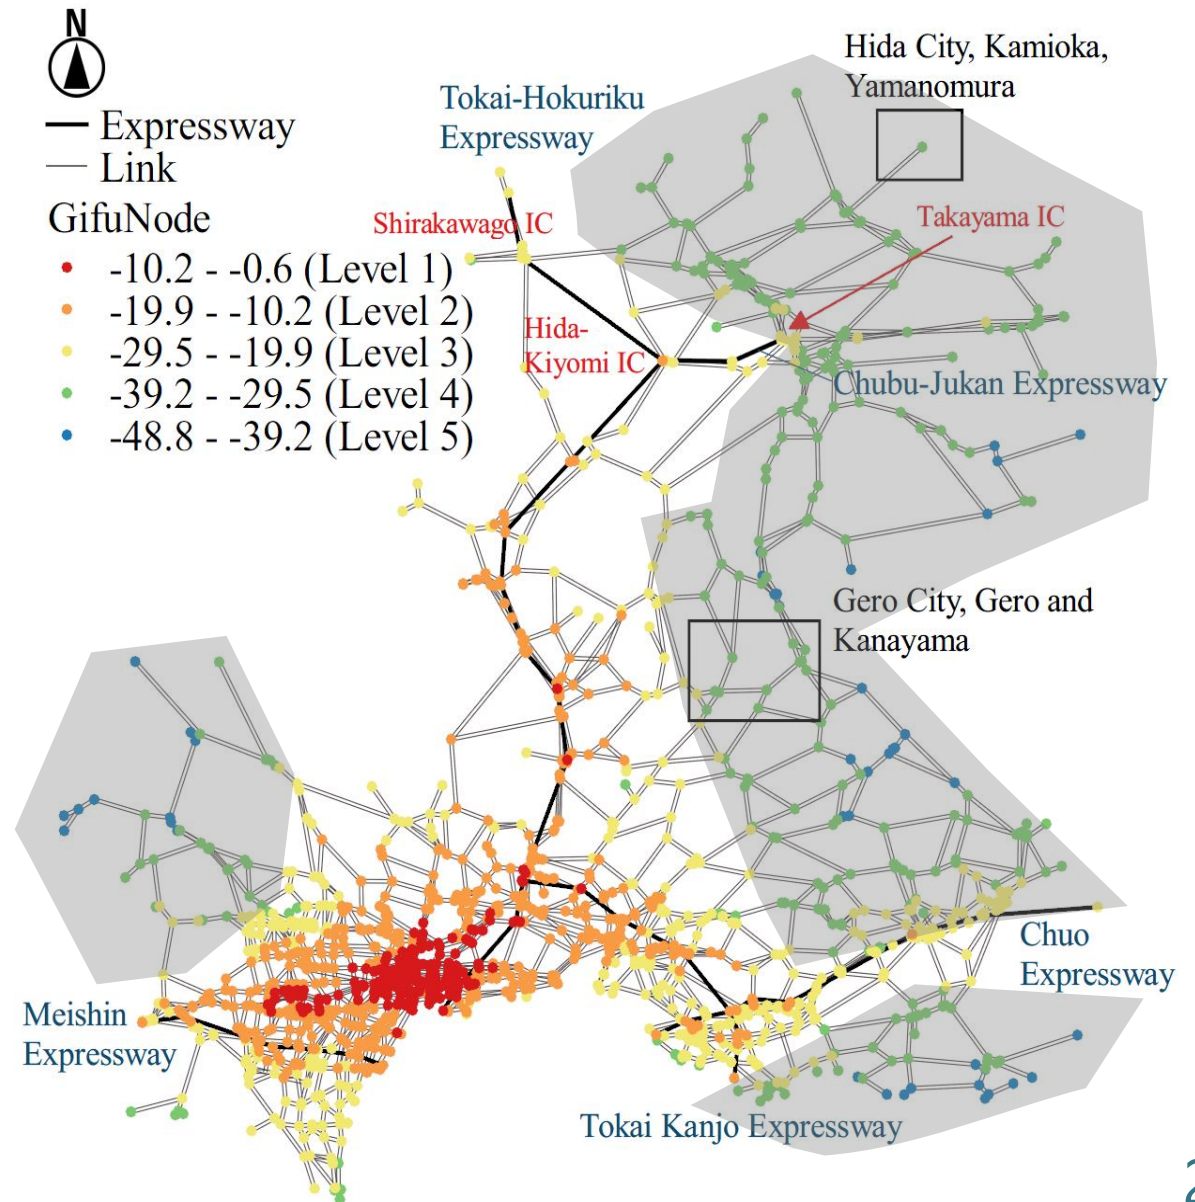 N
Expressway
Link
GifuNode
-10.2 - -0.6 (Level 1)
-19.9 - -10.2 (Level 2)
-29.5 - -19.9 (Level 3)
-39.2 - -29.5 (Level 4)
-48.8 - -39.2 (Level 5)
Hida City, Kamioka,
Yamanomura
Tokai-Hokuriku
Expressway
Shirakawago IC
Takayama IC
Hida-
Kiyomi IC
Chubu-Jukan Expressway
Gero City, Gero and
Kanayama
Chuo
Expressway
Meishin
Expressway
Tokai Kanjo Expressway